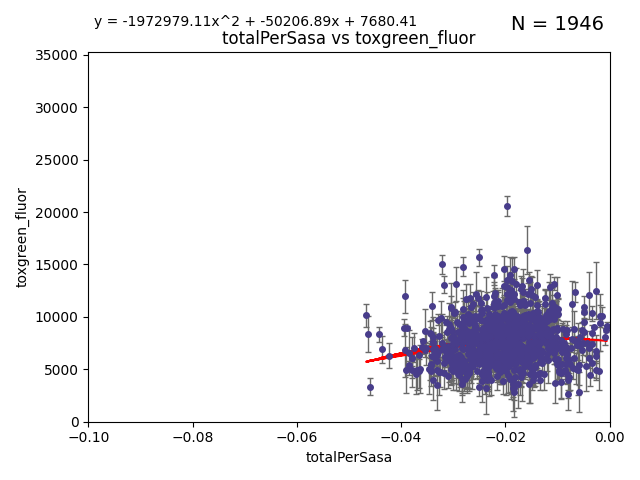 y = -1972979.11x^2 + -50206.89x + 7680.41
N = 1946
totalPerSasa vs toxgreen_fluor
35000
30000
25000
20000
15000
10000
5000
0
toxgreen_fluor
−0.10 −0.08 −0.06 −0.04 −0.02 0.00
totalPerSasa